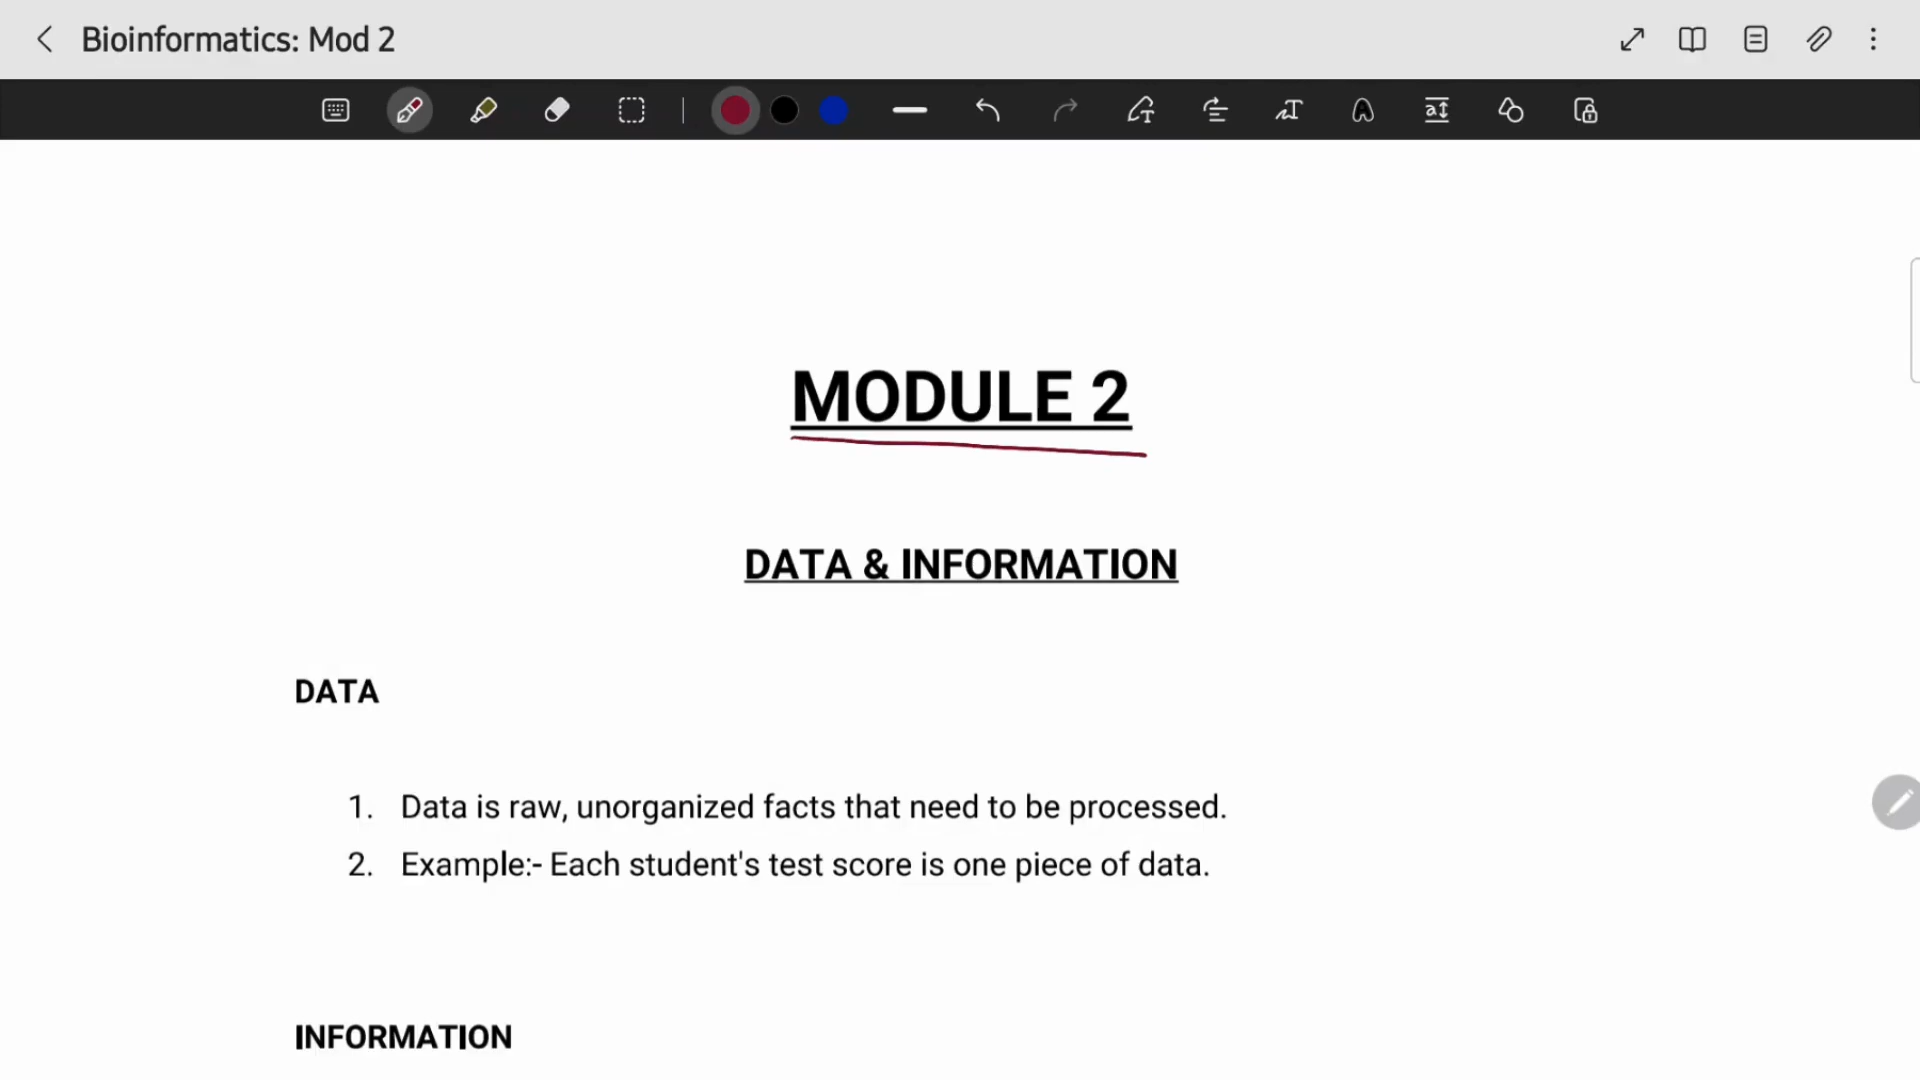 Bioinformatics: Mod 2
MODULE 2
DATA & INFORMATION
DATA
1. Data is raw, unorganized facts that need to be processed.
2. Example:- Each student's test score is one piece of data.
INFORMATION